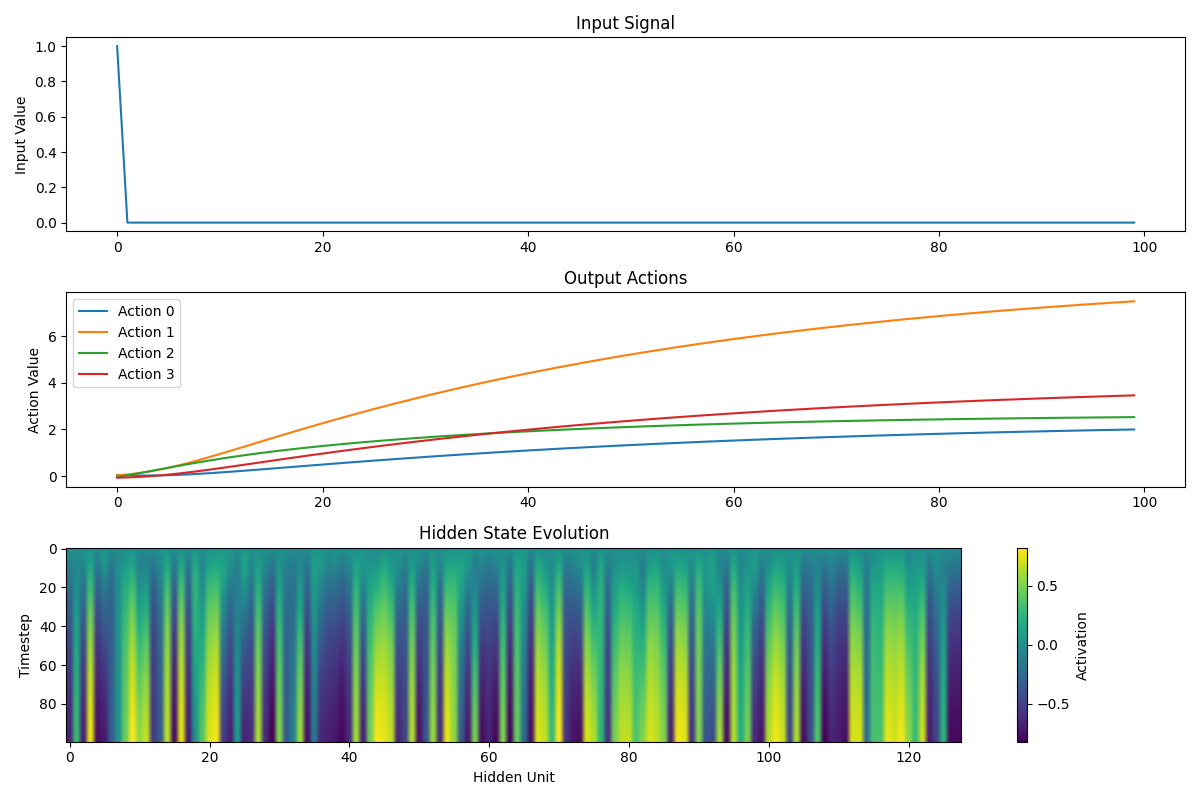 Input Signal
Input Value
1.0
0.8
0.6
0.4
0.2
0.0
0 20 40 60 80 100
Output Actions
Action Value
6
4
2
0
Action 0
Action 1
Action 2
Action 3
0 20 40 60 80 100
Hidden State Evolution
Timestep
0
20
40
60
80
0 20 40 60 80 100 120
Hidden Unit
0.5
0.0
−0.5
Activation